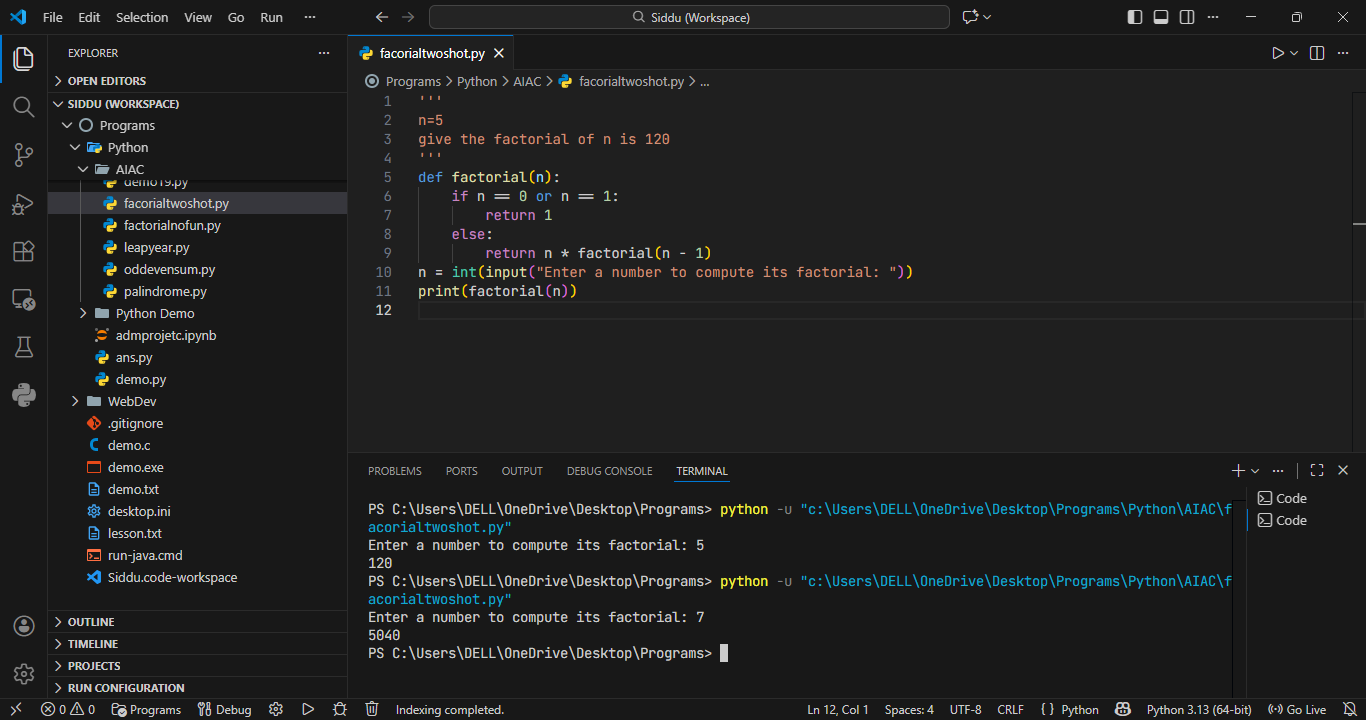 File Edit Selection View Go Run ···
Siddu (Workspace)
EXPLORER
OPEN EDITORS
SIDDU (WORKSPACE)
Programs
Python
AIAC
demo19.py
facorialtwoshot.py
factorialnofun.py
leapyear.py
oddevensum.py
palindrome.py
Python Demo
admprojetc.ipynb
ans.py
demo.py
WebDev
.gitignore
demo.c
demo.exe
demo.txt
desktop.ini
lesson.txt
run-java.cmd
Siddu.code-workspace
OUTLINE
TIMELINE
PROJECTS
RUN CONFIGURATION
facorialtwoshot.py
Programs > Python > AIAC > facorialtwoshot.py > ...
1 '''
2 n=5
3 give the factorial of n is 120
4 '''
5 def factorial(n):
6     if n == 0 or n == 1:
7         return 1
8     else:
9         return n * factorial(n - 1)
10 n = int(input("Enter a number to compute its factorial: "))
11 print(factorial(n))
12
PROBLEMS PORTS OUTPUT DEBUG CONSOLE TERMINAL
PS C:\Users\DELL\OneDrive\Desktop\Programs> python -u "c:\Users\DELL\OneDrive\Desktop\Programs\Python\AIAC\f
acorialtwoshot.py"
Enter a number to compute its factorial: 5
120
PS C:\Users\DELL\OneDrive\Desktop\Programs> python -u "c:\Users\DELL\OneDrive\Desktop\Programs\Python\AIAC\f
acorialtwoshot.py"
Enter a number to compute its factorial: 7
5040
PS C:\Users\DELL\OneDrive\Desktop\Programs>
Code
Code
0 0 Programs Debug Indexing completed. Ln 12, Col 1 Spaces: 4 UTF-8 CRLF { } Python Python 3.13 (64-bit) Go Live